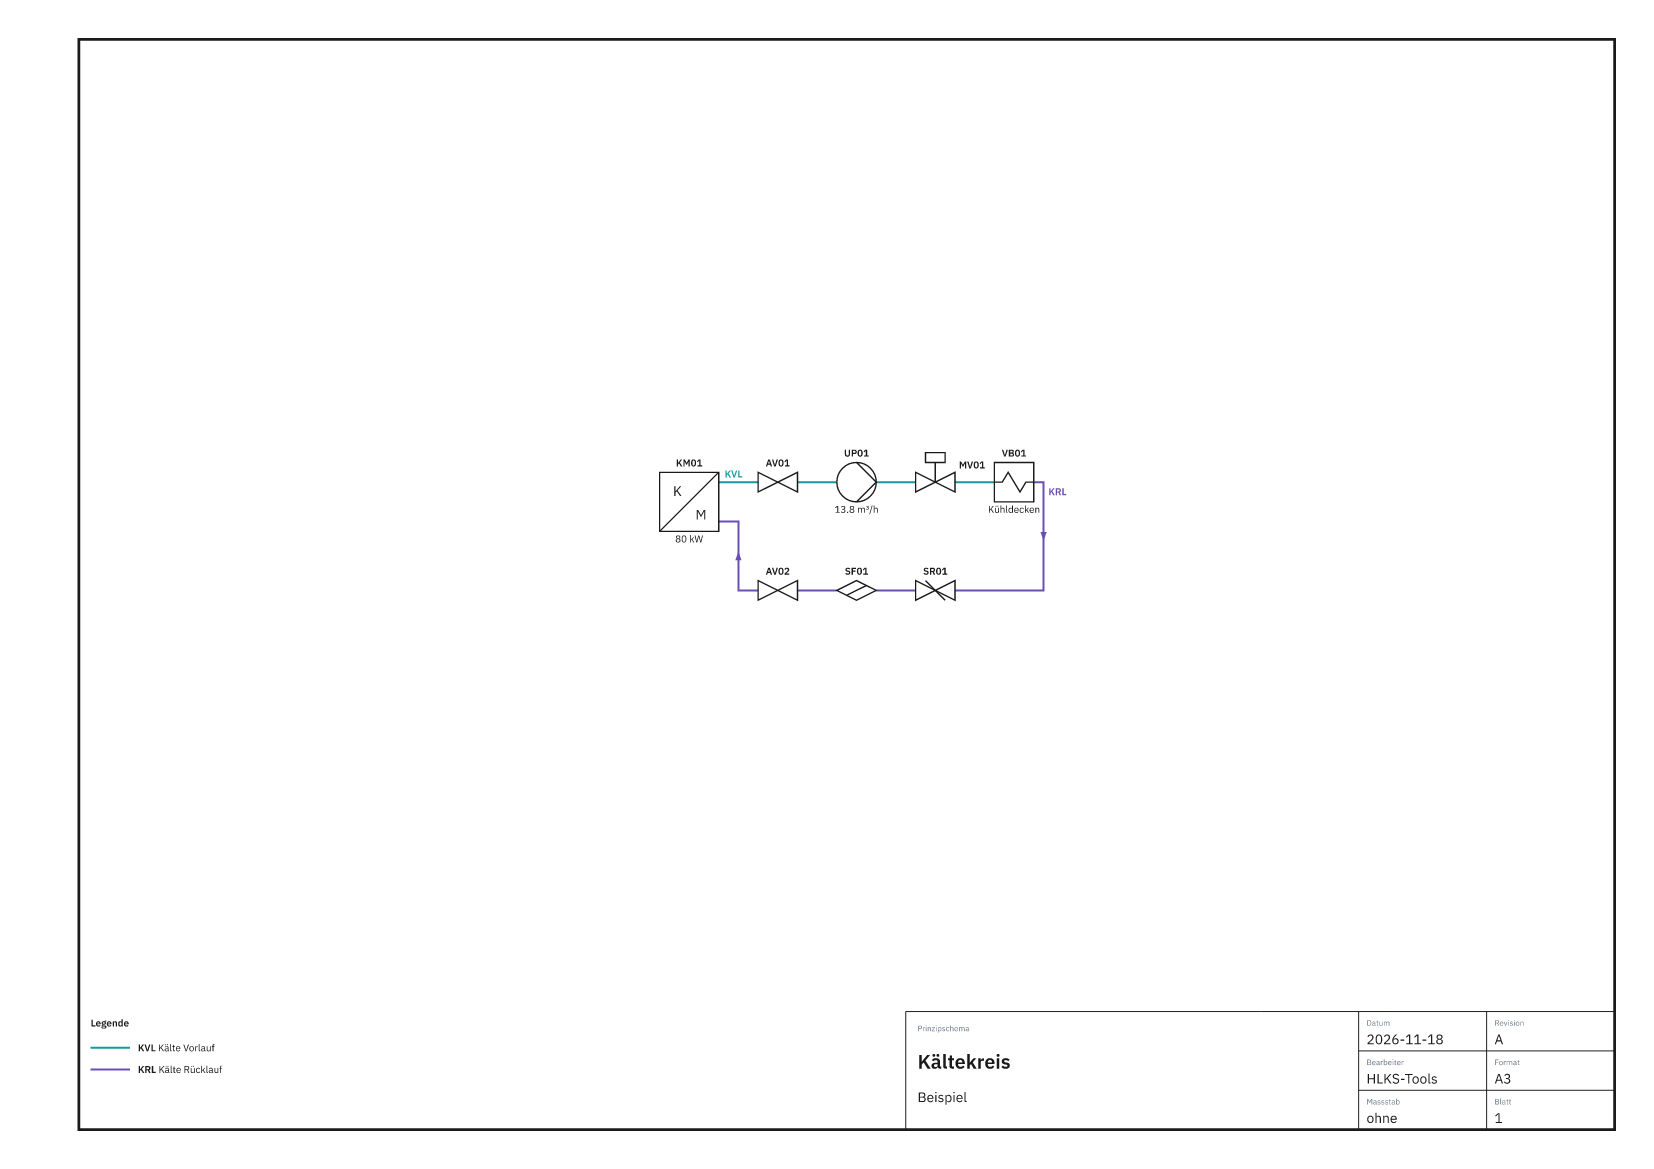 KM01
K
M
80 kW
KVL
AV01
UP01
13.8 m³/h
MV01
VB01
Kühldecken
KRL
AV02
SF01
SR01
Legende
KVL Kälte Vorlauf
KRL Kälte Rücklauf
Prinzipschema
Kältekreis
Beispiel
Datum
2026-11-18
Revision
A
Bearbeiter
HLKS-Tools
Format
A3
Massstab
ohne
Blatt
1